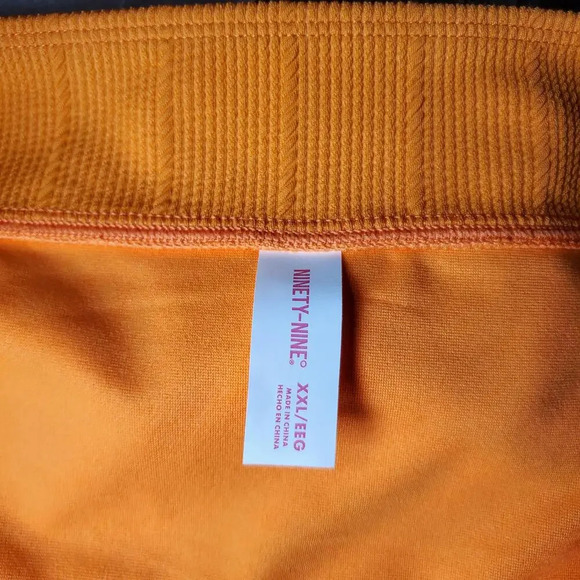 NINETY-NINE°®
XXL/EEG
MADE IN CHINA
HECHO EN CHINA